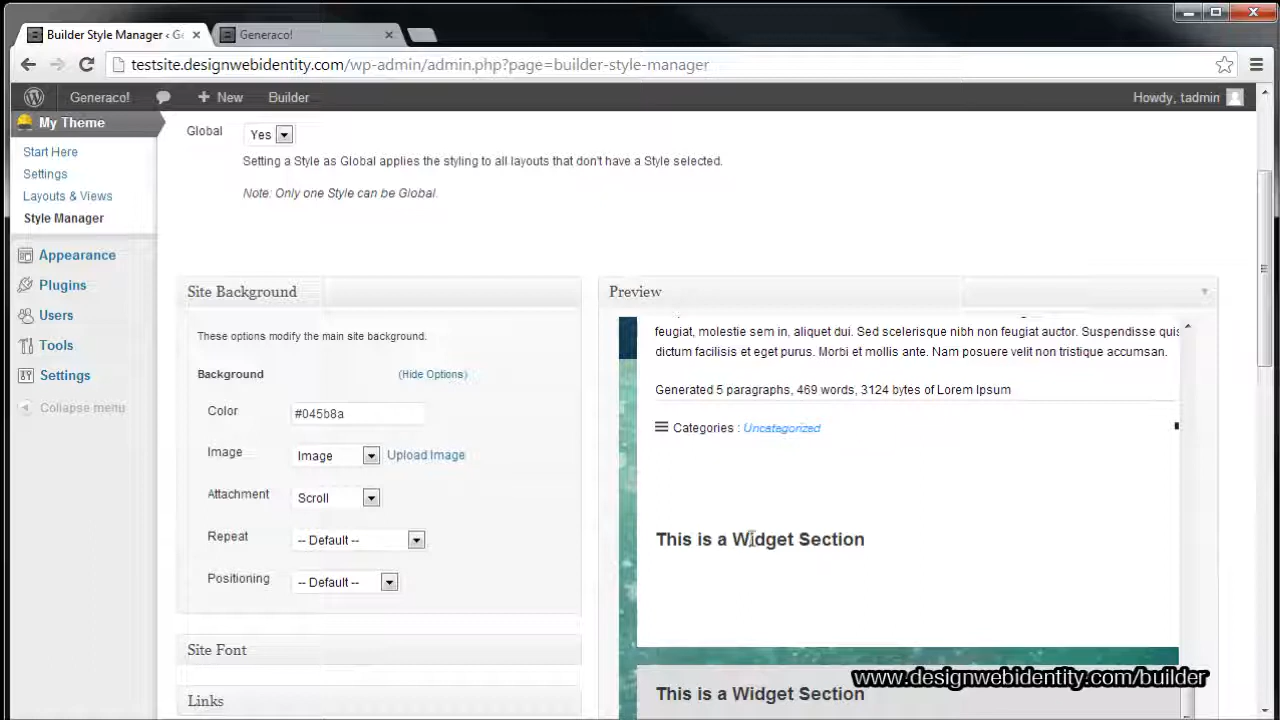 Builder Style Manager ‹ Ge
Generaco!
testsite.designwebidentity.com/wp-admin/admin.php?page=builder-style-manager
Generaco!
New
Builder
Howdy, tadmin
My Theme
Start Here
Settings
Layouts & Views
Style Manager
Appearance
Plugins
Users
Tools
Settings
Collapse menu
Global
Yes
Setting a Style as Global applies the styling to all layouts that don't have a Style selected.
Note: Only one Style can be Global.
Site Background
These options modify the main site background.
Background
(Hide Options)
Color
#045b8a
Image
Image
Upload Image
Attachment
Scroll
Repeat
-- Default --
Positioning
-- Default --
Site Font
Links
Preview
feugiat, molestie sem in, aliquet dui. Sed scelerisque nibh non feugiat auctor. Suspendisse quis
dictum facilisis et eget purus. Morbi et mollis ante. Nam posuere velit non tristique accumsan.
Generated 5 paragraphs, 469 words, 3124 bytes of Lorem Ipsum
Categories : Uncategorized
This is a Widget Section
This is a Widget Section
www.designwebidentity.com/builder